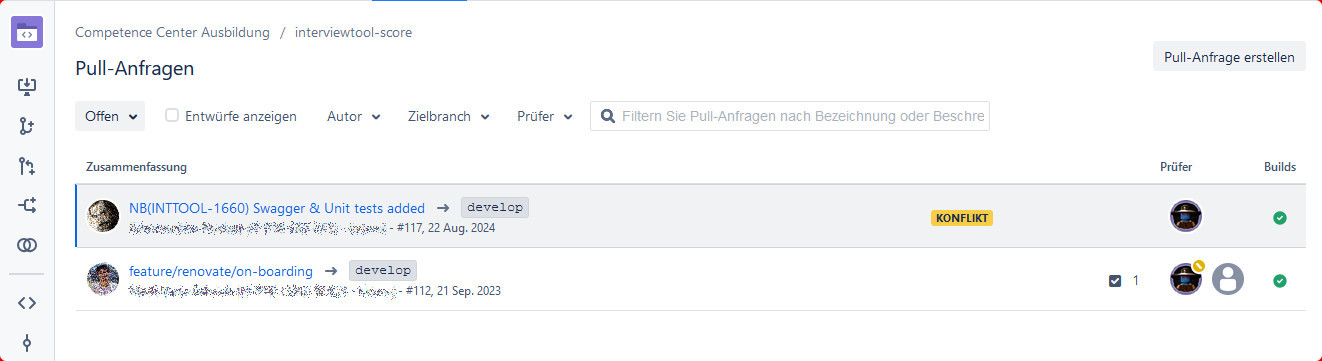 Competence Center Ausbildung / interviewtool-score
Pull-Anfragen
Pull-Anfrage erstellen
Offen Entwürfe anzeigen Autor Zielbranch Prüfer Filtern Sie Pull-Anfragen nach Bezeichnung oder Beschre
Zusammenfassung Prüfer Builds
NB(INTTOOL-1660) Swagger & Unit tests added → develop
- #117, 22 Aug. 2024
KONFLIKT
feature/renovate/on-boarding → develop
- #112, 21 Sep. 2023
1